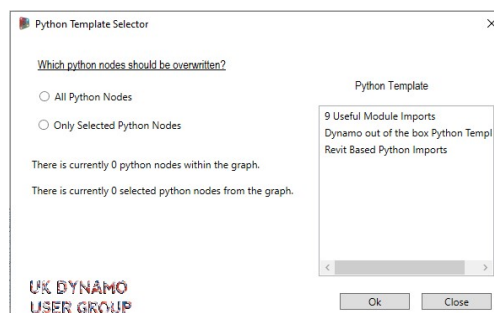 Python Template Selector
Which python nodes should be overwritten?
All Python Nodes
Only Selected Python Nodes
There is currently 0 python nodes within the graph.
There is currently 0 selected python nodes from the graph.
Python Template
9 Useful Module Imports
Dynamo out of the box Python Templ
Revit Based Python Imports
UK DYNAMO
USER GROUP
Ok
Close